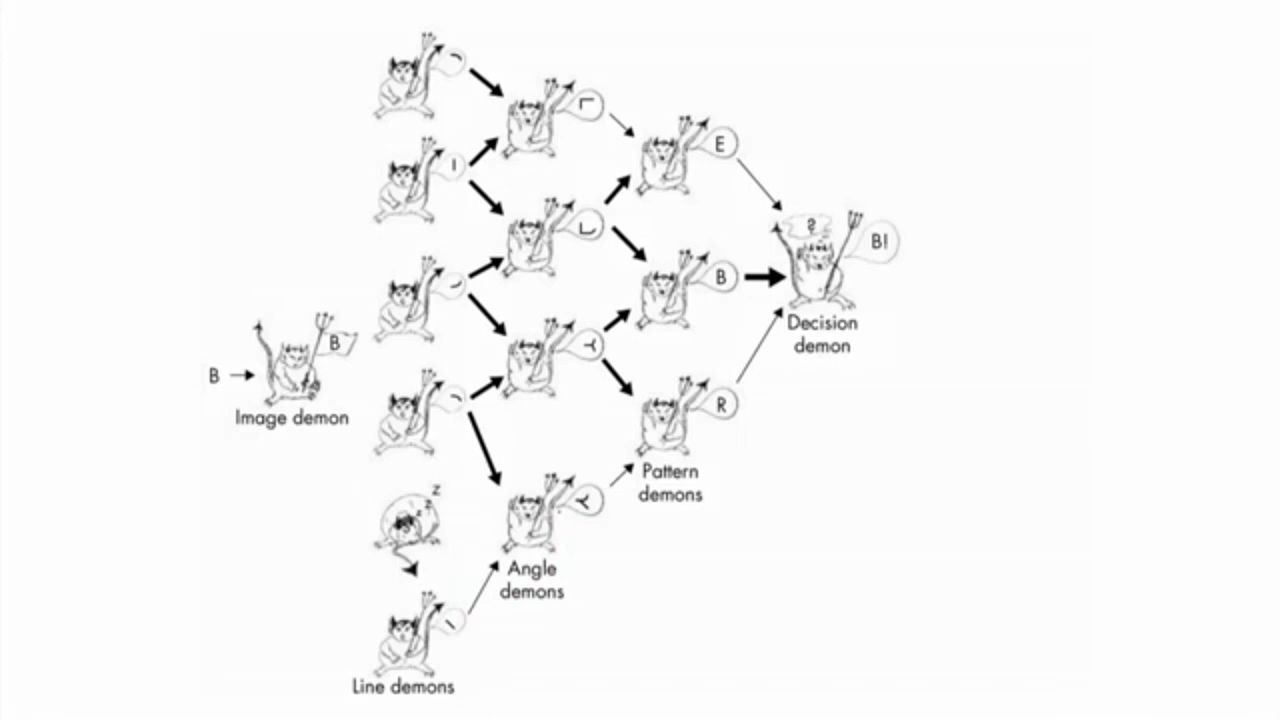 E
?
B!
B
Decision
demon
B
B
Image demon
R
Pattern
demons
z
z
z
Angle
demons
Line demons